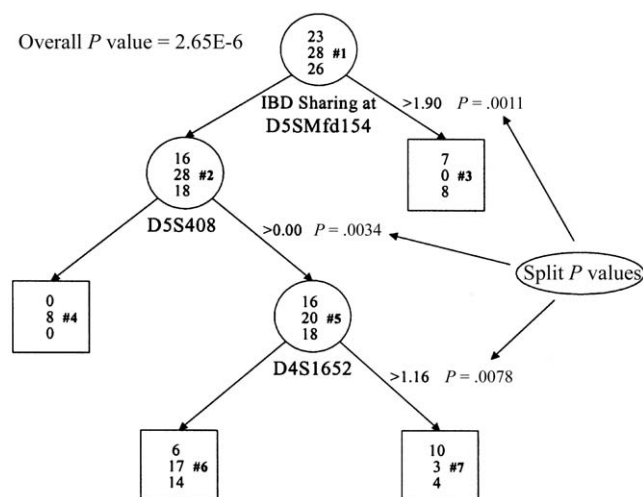 Overall P value = 2.65E-6
23
28 #1
26
IBD Sharing at
D5SMfd154
>1.90 P = .0011
16
28 #2
18
7
0 #3
8
D5S408
>0.00 P = .0034
Split P values
0
8 #4
0
16
20 #5
18
D4S1652
>1.16 P = .0078
6
17 #6
14
10
3 #7
4